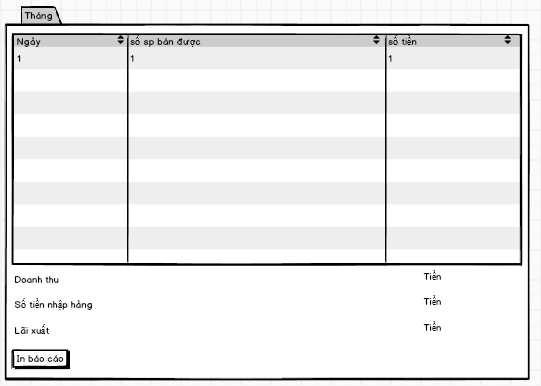 Tháng
Ngày số sp bán được số tiền
1 1 1
Doanh thu Tiền
Số tiền nhập hàng Tiền
Lãi xuất Tiền
In báo cáo